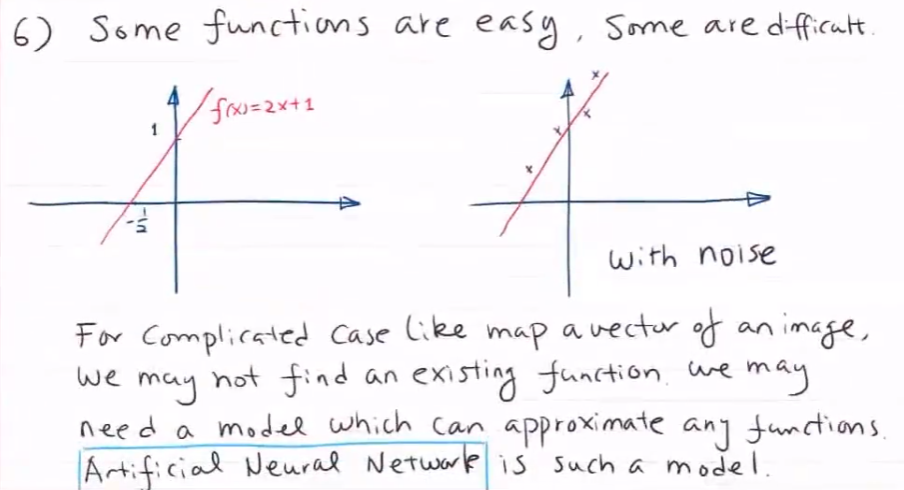 6) Some functions are easy, Some are difficult.
f(x)=2x+1
1
-1/2
with noise
For Complicated case like map a vector of an image,
we may not find an existing function. we may
need a model which can approximate any functions.
Artificial Neural Network is such a model.